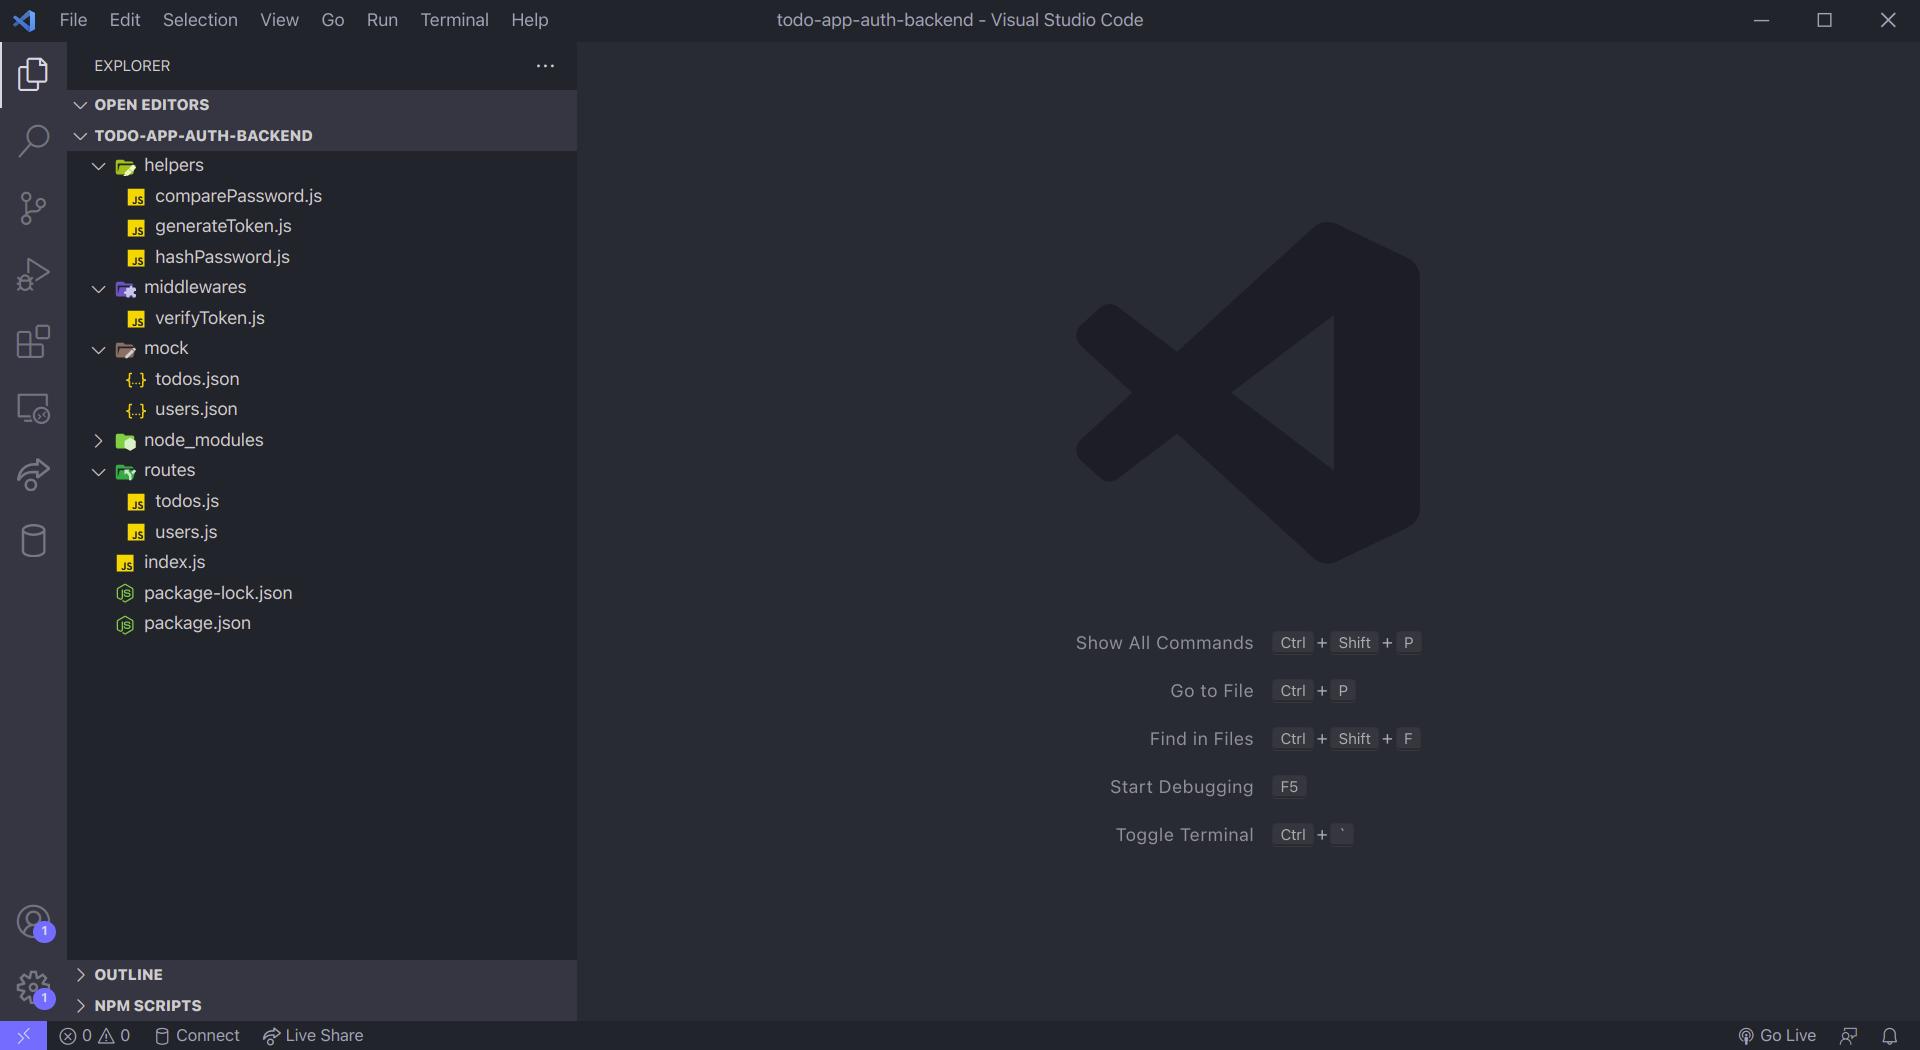 File Edit Selection View Go Run Terminal Help
todo-app-auth-backend - Visual Studio Code
EXPLORER
OPEN EDITORS
TODO-APP-AUTH-BACKEND
helpers
JS comparePassword.js
JS generateToken.js
JS hashPassword.js
middlewares
JS verifyToken.js
mock
{..} todos.json
{..} users.json
node_modules
routes
JS todos.js
JS users.js
JS index.js
JS package-lock.json
JS package.json
Show All Commands Ctrl + Shift + P
Go to File Ctrl + P
Find in Files Ctrl + Shift + F
Start Debugging F5
Toggle Terminal Ctrl + `
1
1
OUTLINE
NPM SCRIPTS
0 0 Connect Live Share
Go Live